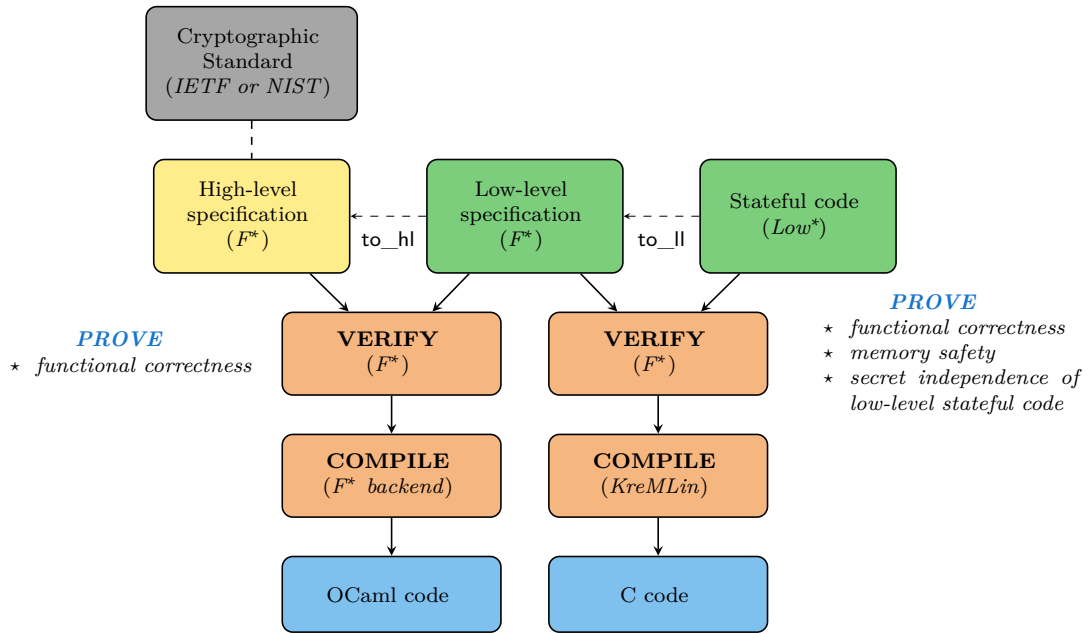 Cryptographic
Standard
(IETF or NIST)
High-level
specification
(F*)
Low-level
specification
(F*)
Stateful code
(Low*)
to_hl
to_ll
PROVE
⋆ functional correctness
VERIFY
(F*)
VERIFY
(F*)
PROVE
⋆ functional correctness
⋆ memory safety
⋆ secret independence of
low-level stateful code
COMPILE
(F* backend)
COMPILE
(KreMLin)
OCaml code
C code